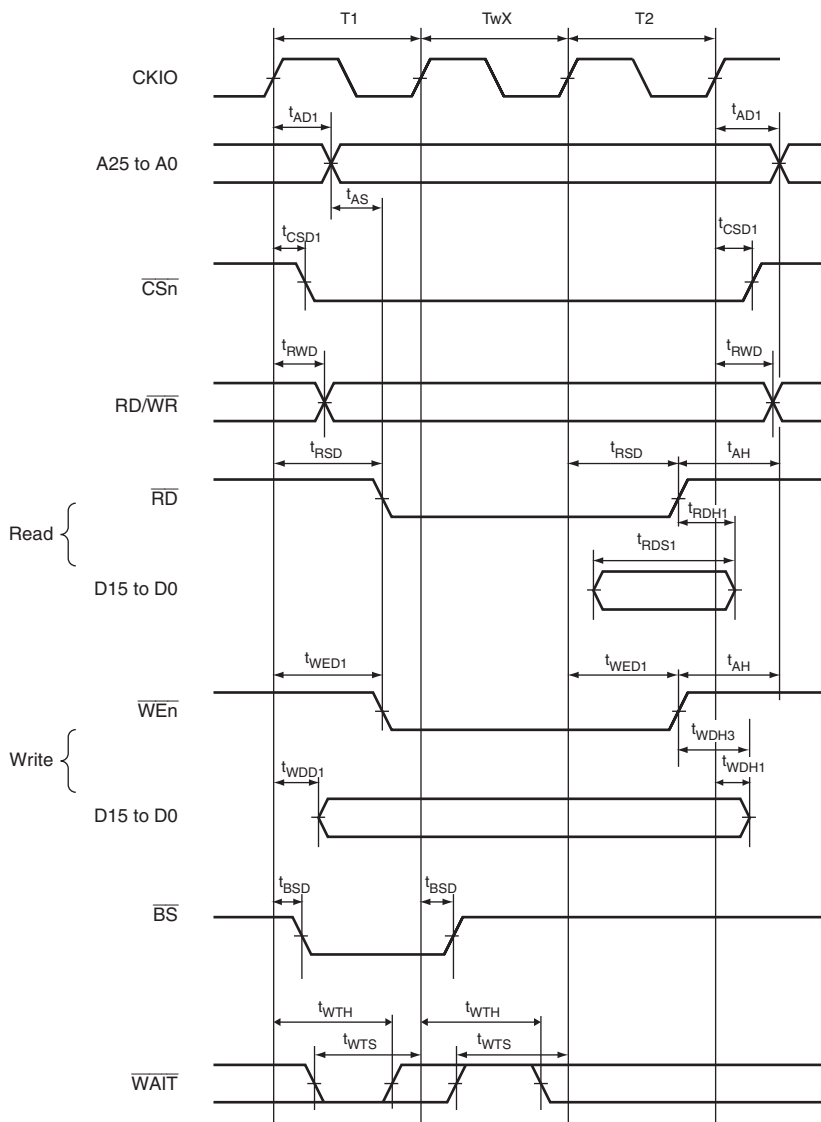 T1 TwX T2
CKIO
tAD1 tAD1
A25 to A0
tAS
tCSD1 tCSD1
CSn
tRWD tRWD
RD/WR
tRSD tRSD tAH
RD
tRDH1
Read
tRDS1
D15 to D0
tWED1 tWED1 tAH
WEn
tWDH3
Write
tWDD1 tWDH1
D15 to D0
tBSD tBSD
BS
tWTH tWTH
tWTS tWTS
WAIT